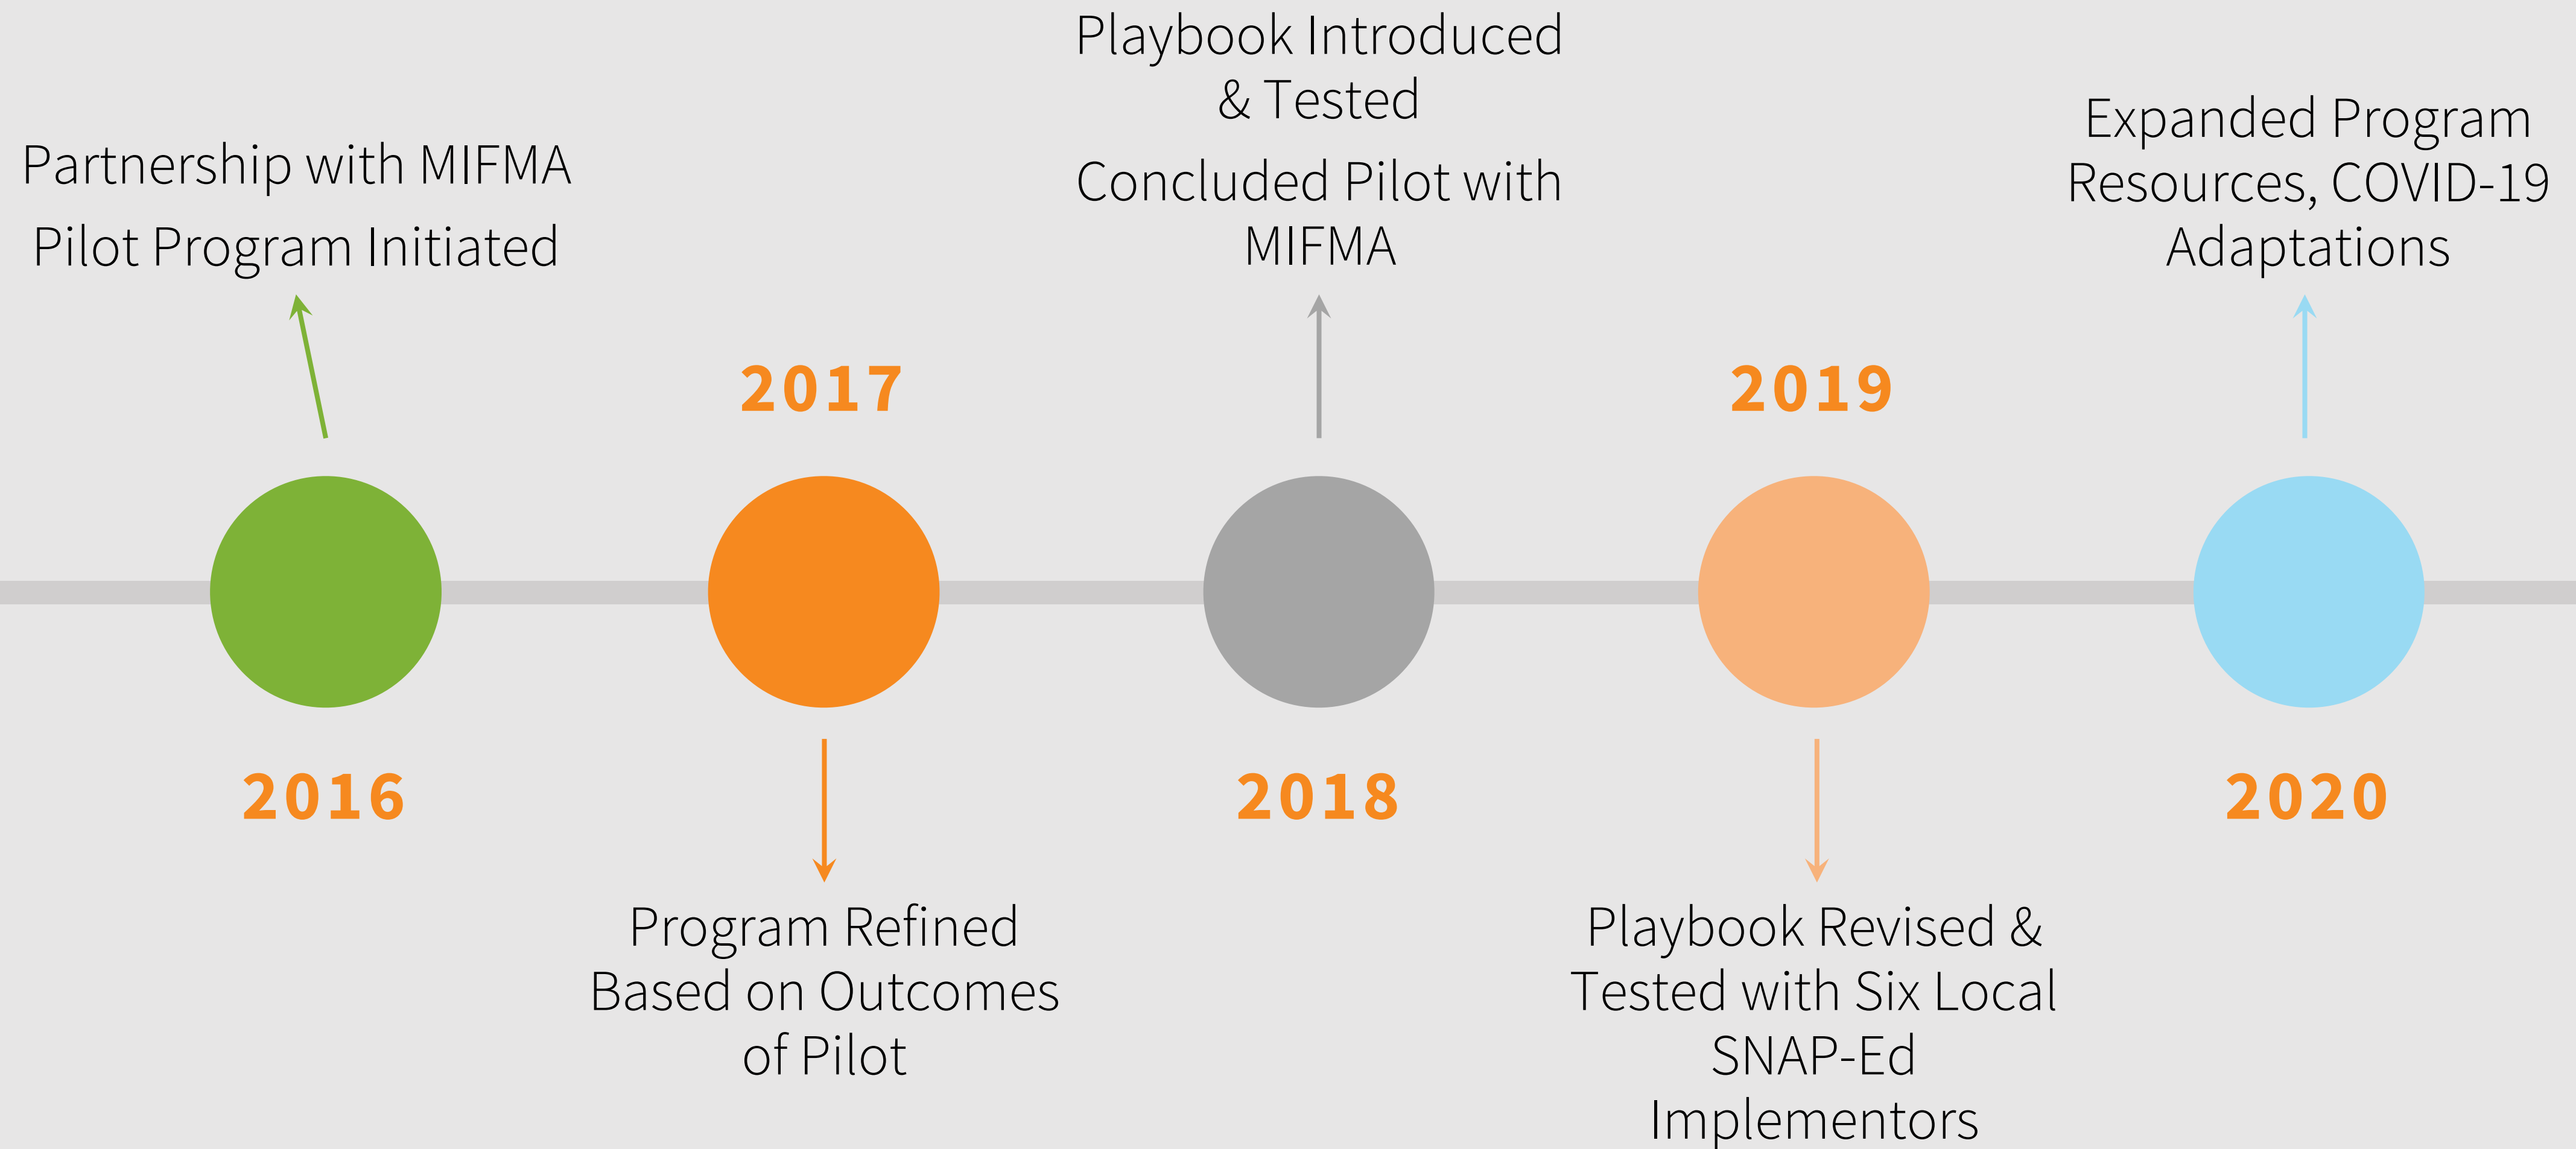 Partnership with MIFMA
Pilot Program Initiated
2016
2017
Program Refined
Based on Outcomes
of Pilot
Playbook Introduced
& Tested
Concluded Pilot with
MIFMA
2018
2019
Playbook Revised &
Tested with Six Local
SNAP-Ed
Implementors
Expanded Program
Resources, COVID-19
Adaptations
2020